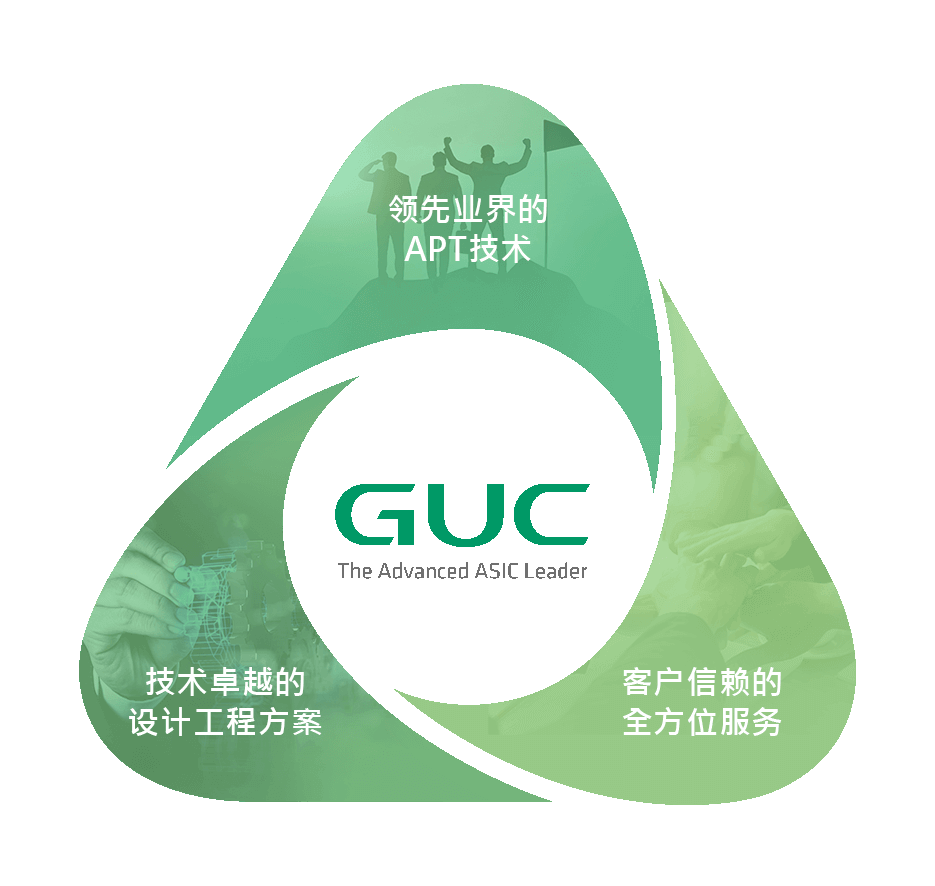 领先业界的
APT技术
GUC
The Advanced ASIC Leader
技术卓越的
设计工程方案
客户信赖的
全方位服务